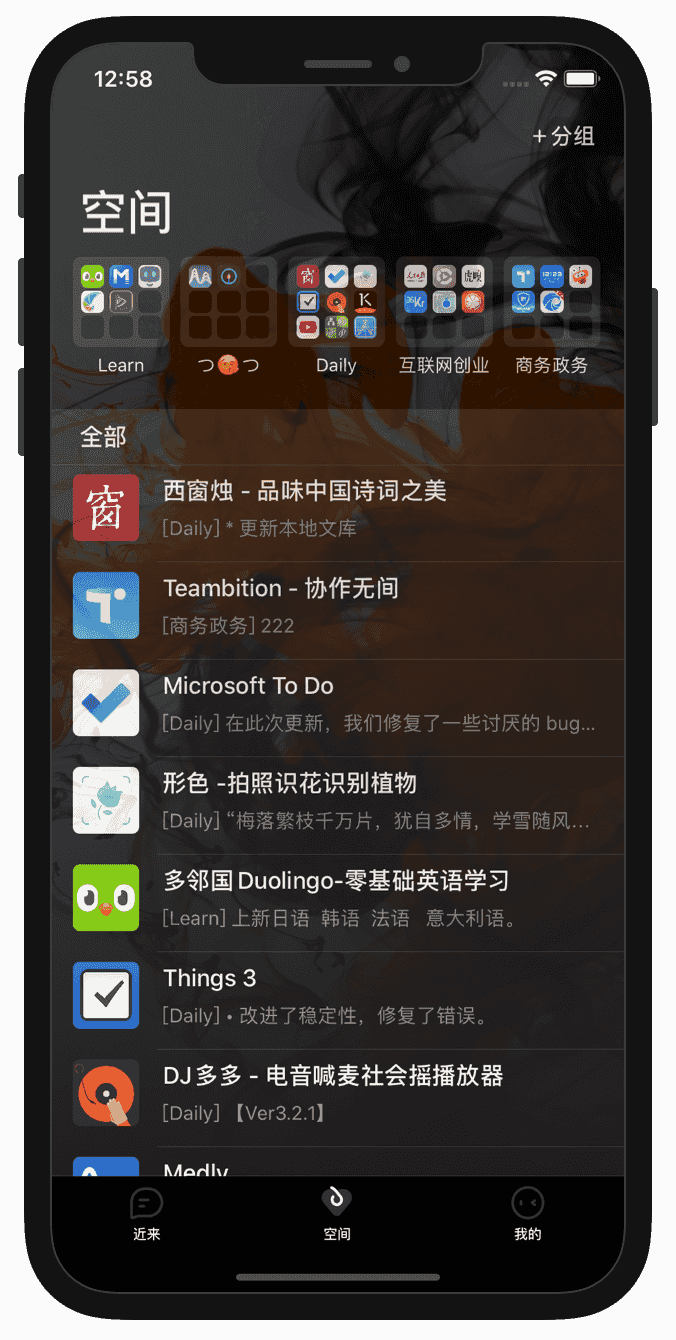 12:58
+分组
空间
Learn
つ😘つ
Daily
互联网创业
商务政务
全部
西窗烛 - 品味中国诗词之美
[Daily] * 更新本地文库
Teambition - 协作无间
[商务政务] 222
Microsoft To Do
[Daily] 在此次更新，我们修复了一些讨厌的 bug...
形色 -拍照识花识别植物
[Daily] “梅落繁枝千万片，犹自多情，学雪随风...
多邻国Duolingo-零基础英语学习
[Learn] 上新日语 韩语 法语 意大利语。
Things 3
[Daily] • 改进了稳定性，修复了错误。
DJ多多 - 电音喊麦社会摇播放器
[Daily] 【Ver3.2.1】
Medly
近来
空间
我的